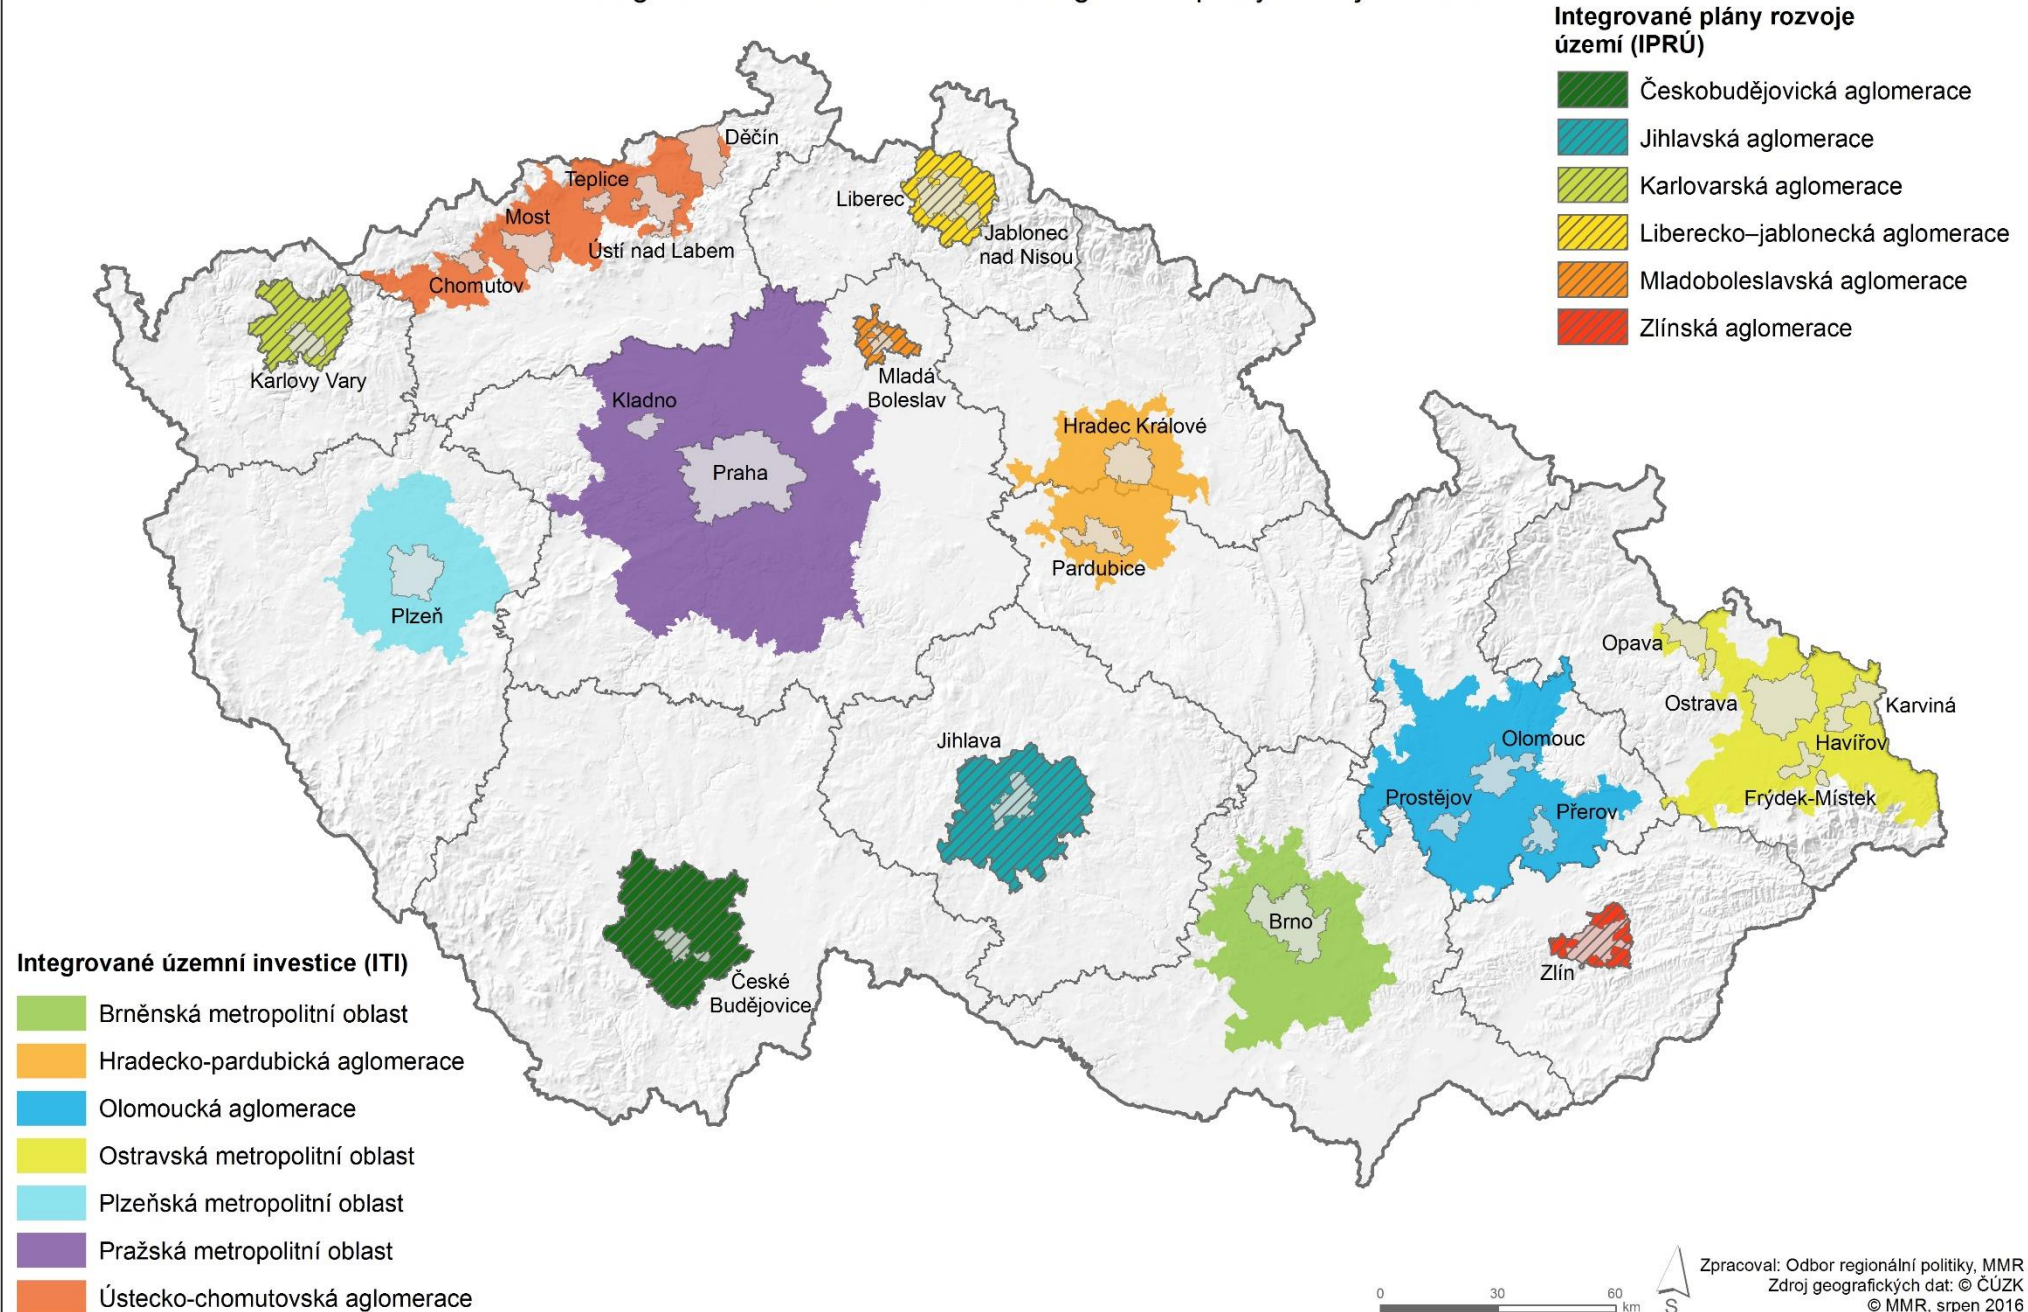 Integrované plány rozvoje
území (IPRÚ)
Českobudějovická aglomerace
Jihlavská aglomerace
Karlovarská aglomerace
Liberecko–jablonecká aglomerace
Mladoboleslavská aglomerace
Zlínská aglomerace
Děčín
Teplice
Most
Ústí nad Labem
Chomutov
Liberec
Jablonec
nad Nisou
Karlovy Vary
Mladá
Boleslav
Kladno
Praha
Hradec Králové
Pardubice
Plzeň
Opava
Ostrava
Karviná
Havířov
Frýdek-Místek
Jihlava
Olomouc
Prostějov
Přerov
Brno
Zlín
České
Budějovice
Integrované územní investice (ITI)
Brněnská metropolitní oblast
Hradecko-pardubická aglomerace
Olomoucká aglomerace
Ostravská metropolitní oblast
Plzeňská metropolitní oblast
Pražská metropolitní oblast
Ústecko-chomutovská aglomerace
0 30 60
km
S
Zpracoval: Odbor regionální politiky, MMR
Zdroj geografických dat: © ČÚZK
© MMR, srpen 2016